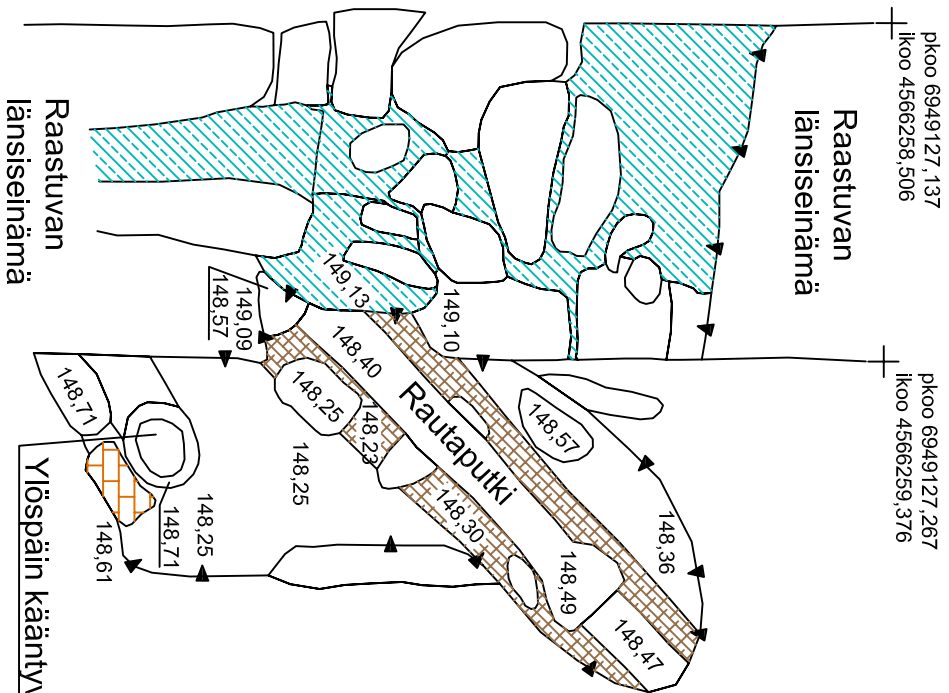 pkoo 6949127,137
ikoo 4566258,506
Raastuvan
länsiseinämä
pkoo 6949127,267
ikoo 4566259,376
Raastuvan
länsiseinämä
149,13
149,10
149,09
148,57
148,40
Rautaputki
148,57
148,36
148,25
148,23
148,25
148,30
148,49
148,47
148,71
148,25
148,71
148,61
Ylöspäin kääntyv